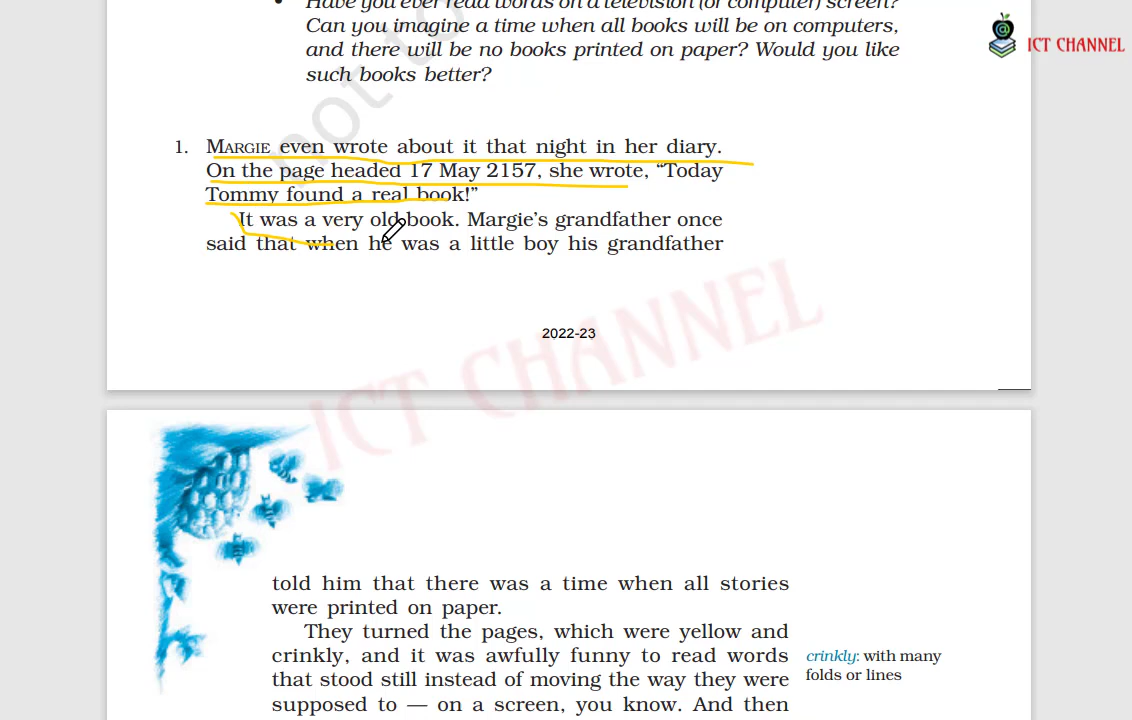 • Have you ever read words on a television (or computer) screen?
Can you imagine a time when all books will be on computers,
and there will be no books printed on paper? Would you like
such books better?
ICT CHANNEL
not to
1. MARGIE even wrote about it that night in her diary.
On the page headed 17 May 2157, she wrote, “Today
Tommy found a real book!”
It was a very old book. Margie’s grandfather once
said that when he was a little boy his grandfather
2022-23
ICT CHANNEL
told him that there was a time when all stories
were printed on paper.
They turned the pages, which were yellow and
crinkly, and it was awfully funny to read words
that stood still instead of moving the way they were
supposed to — on a screen, you know. And then
crinkly: with many
folds or lines